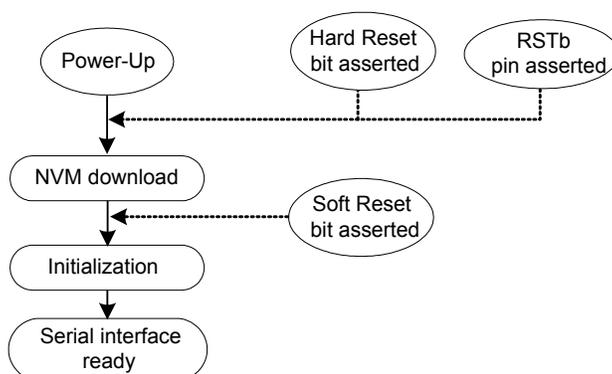 Power-Up
Hard Reset
bit asserted
RSTb
pin asserted
NVM download
Soft Reset
bit asserted
Initialization
Serial interface
ready